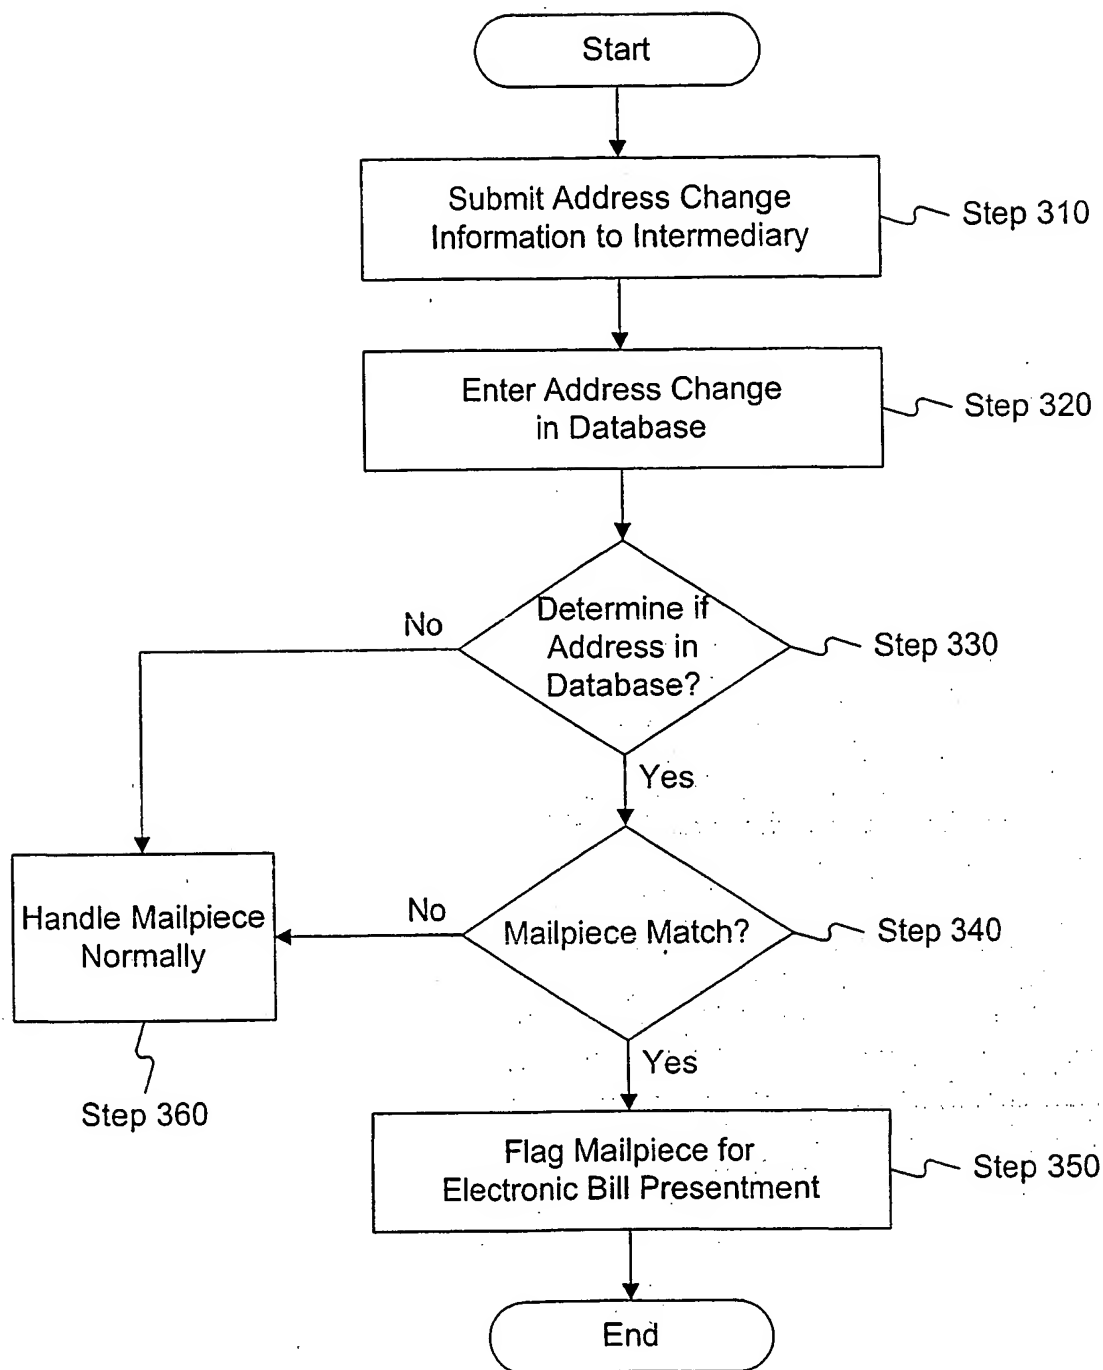 Start
Submit Address Change
Information to Intermediary
Step 310
Enter Address Change
in Database
Step 320
No
Determine if
Address in
Database?
Step 330
Yes
Handle Mailpiece
Normally
No
Mailpiece Match?
Step 340
Step 360
Yes
Flag Mailpiece for
Electronic Bill Presentment
Step 350
End